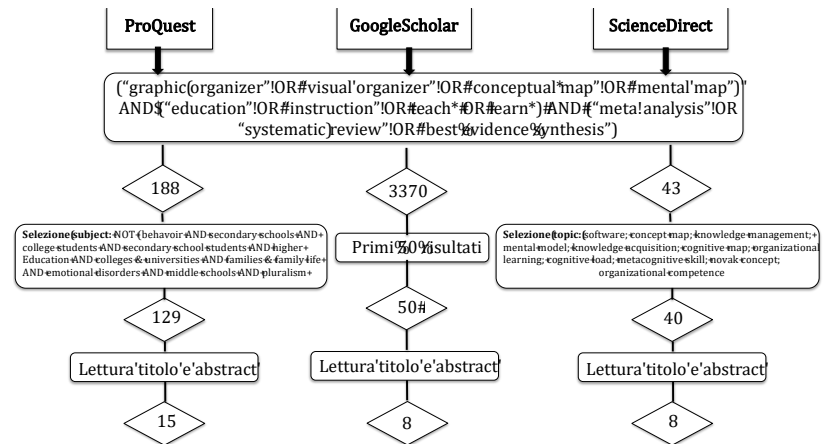 ProQuest
GoogleScholar
ScienceDirect
(“graphic(organizer”!OR#visual'organizer”!OR#conceptual*map”!OR#mental'map”)"
AND$(“education”!OR#instruction”!OR#teach*#OR#learn*)#AND#(“meta!analysis”!OR
“systematic)review”!OR#best%evidence%synthesis”)
188
3370
43
Selezione(subject:+NOT+(behavoir+AND+secondary+schools+AND+
college+students+AND+secondary+school+students+AND+higher+
Education+AND+colleges+&+universities+AND+families+&+family+life+
AND+emotional+disorders+AND+middle+schools+AND+pluralism+
Primi%50%risultati
Selezione(topic:(software;+concept+map;+knowledge+management;+
mental+model;+knowledge+acquisition;+cognitive+map;+organizational
learning;+cognitive+load;+metacognitive+skill;+novak+concept;
organizational+competence
129
50#
40
Lettura'titolo'e'abstract'
Lettura'titolo'e'abstract'
Lettura'titolo'e'abstract'
15
8
8